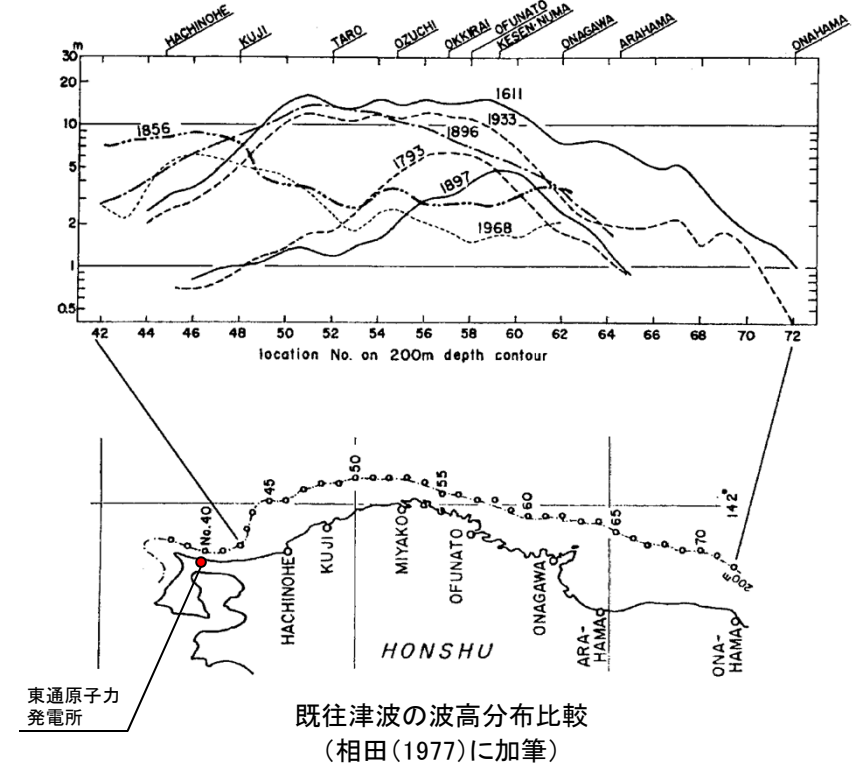 HACHINOHE
KUJI
TARO
OZUCHI
OKKIRAI
OFUNATO
KESEN-NUMA
ONAGAWA
ARAHAMA
ONAHAMA
m
30
20
10
5
2
1
0.5
1856
1611
1933
1896
1793
1897
1968
42 44 46 48 50 52 54 56 58 60 62 64 66 68 70 72
location No. on 200m depth contour
No.40
45
50
55
60
65
70
142°
200m
HACHINOHE
KUJI
MIYAKO
OFUNATO
ONAGAWA
ARA-
HAMA
ONA-
HAMA
HONSHU
東通原子力
発電所
既往津波の波高分布比較
（相田（1977）に加筆）